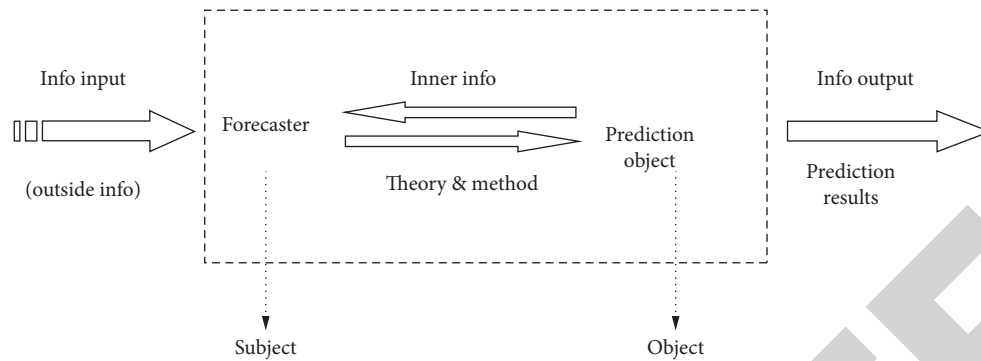 Info input
(outside info)
Forecaster
Inner info
Theory & method
Prediction
object
Info output
Prediction
results
Subject
Object